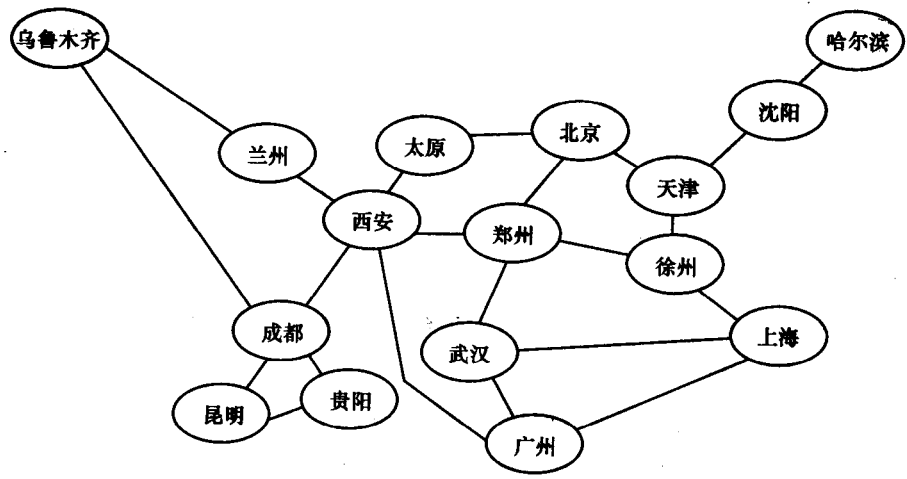 乌鲁木齐
哈尔滨
沈阳
北京
太原
兰州
天津
西安
郑州
徐州
成都
上海
武汉
贵阳
昆明
广州